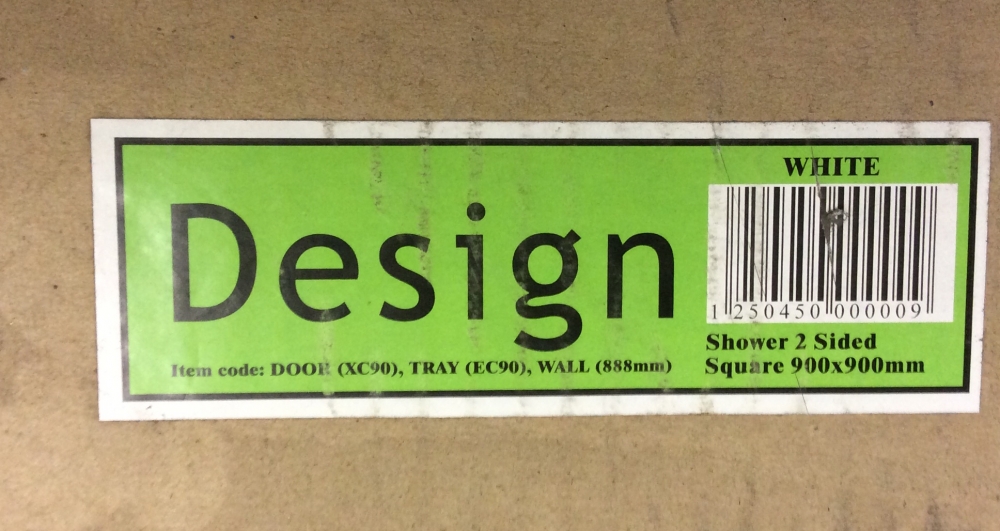 Design
Item code: DOOR (XC90), TRAY (EC90), WALL (888mm)
WHITE
1 250450 000009
Shower 2 Sided
Square 900x900mm